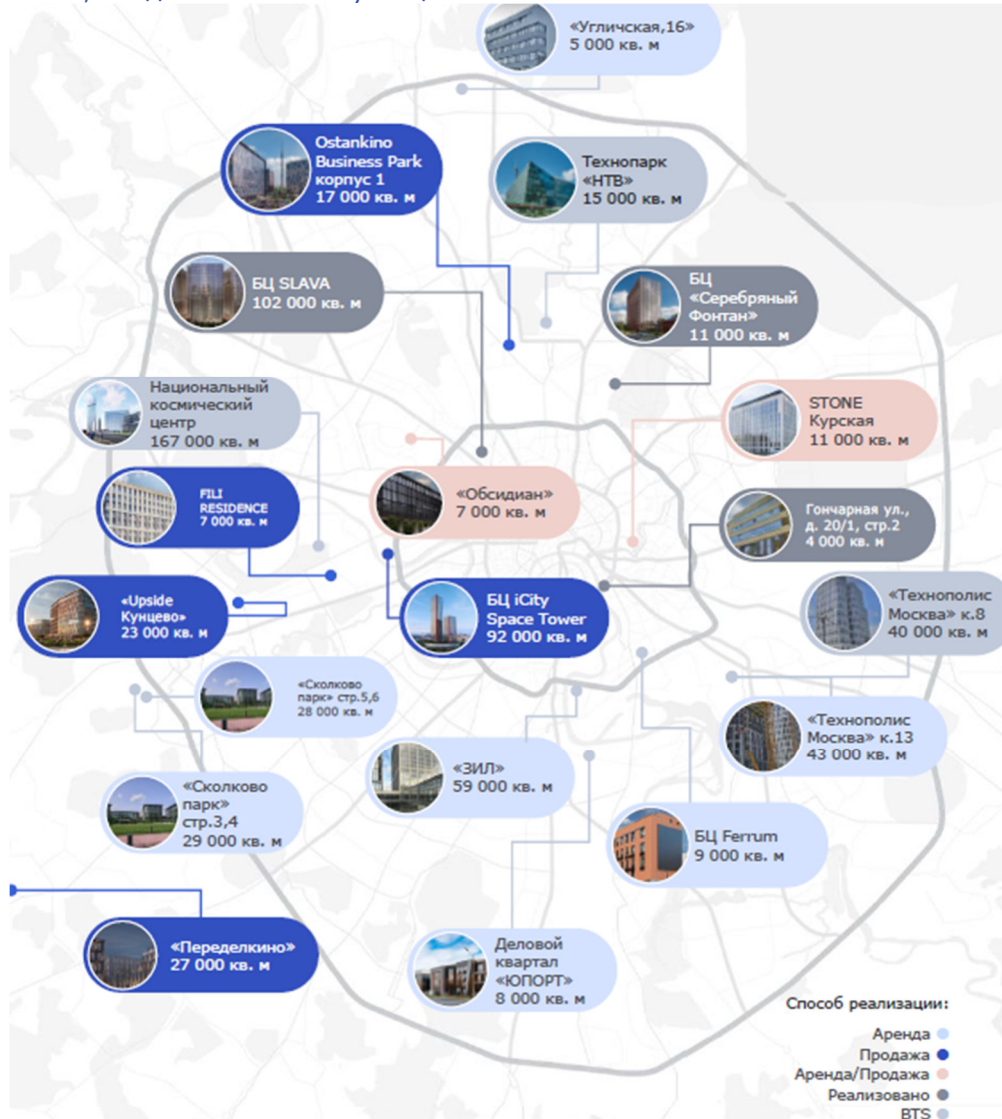 «Угличская,16»
5 000 кв. м
Ostankino
Business Park
корпус 1
17 000 кв. м
Технопарк
«НТВ»
15 000 кв. м
БЦ SLAVA
102 000 кв. м
БЦ
«Серебряный
Фонтан»
11 000 кв. м
Национальный
космический
центр
167 000 кв. м
STONE
Курская
11 000 кв. м
FILI
RESIDENCE
7 000 кв. м
«Обсидиан»
7 000 кв. м
Гончарная ул.,
д. 20/1, стр.2
4 000 кв. м
«Upside
Кунцево»
23 000 кв. м
БЦ iCity
Space Tower
92 000 кв. м
«Технополис
Москва» к.8
40 000 кв. м
«Сколково
парк» стр.5,6
28 000 кв. м
«Технополис
Москва» к.13
43 000 кв. м
«ЗИЛ»
59 000 кв. м
«Сколково
парк»
стр.3,4
29 000 кв. м
БЦ Ferrum
9 000 кв. м
«Переделкино»
27 000 кв. м
Деловой
квартал
«ЮПОРТ»
8 000 кв. м
Способ реализации:
Аренда
Продажа
Аренда/Продажа
Реализовано
BTS